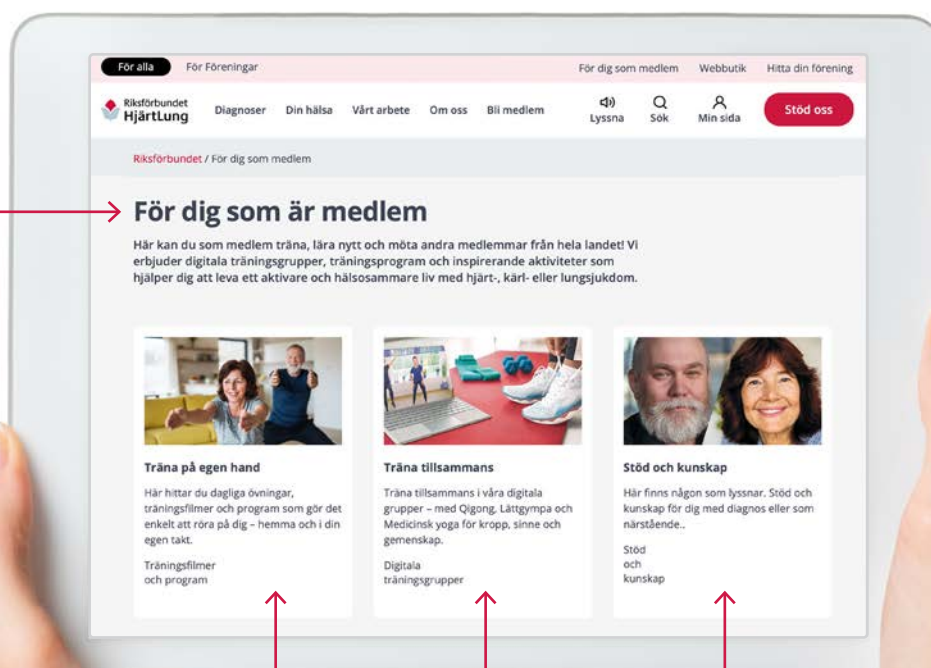 För alla
För Föreningar
För dig som medlem
Webbutik
Hitta din förening
Riksförbundet
HjärtLung
Diagnoser
Din hälsa
Vårt arbete
Om oss
Bli medlem
Lyssna
Sök
Min sida
Stöd oss
Riksförbundet / För dig som medlem
För dig som är medlem
Här kan du som medlem träna, lära nytt och möta andra medlemmar från hela landet! Vi
erbjuder digitala träningsgrupper, träningsprogram och inspirerande aktiviteter som
hjälper dig att leva ett aktivare och hälsosammare liv med hjärt-, kärl- eller lungsjukdom.
Träna på egen hand
Här hittar du dagliga övningar,
träningsfilmer och program som gör det
enkelt att röra på dig – hemma och i din
egen takt.
Träningsfilmer
och program
Träna tillsammans
Träna tillsammans i våra digitala
grupper – med Qigong, Lättgympa och
Medicinsk yoga för kropp, sinne och
gemenskap.
Digitala
träningsgrupper
Stöd och kunskap
Här finns någon som lyssnar. Stöd och
kunskap för dig med diagnos eller som
närstående..
Stöd
och
kunskap